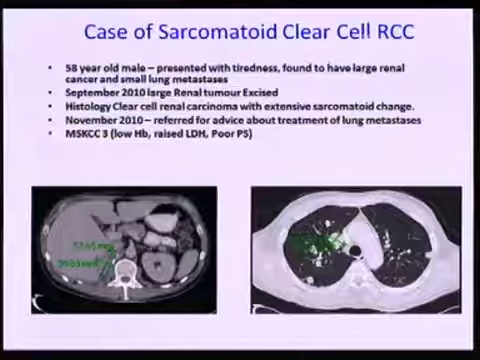 Case of Sarcomatoid Clear Cell RCC
• 58 year old male – presented with tiredness, found to have large renal
cancer and small lung metastases
• September 2010 large Renal tumour Excised
• Histology Clear cell renal carcinoma with extensive sarcomatoid change.
• November 2010 – referred for advice about treatment of lung metastases
• MSKCC 3 (low Hb, raised LDH, Poor PS)